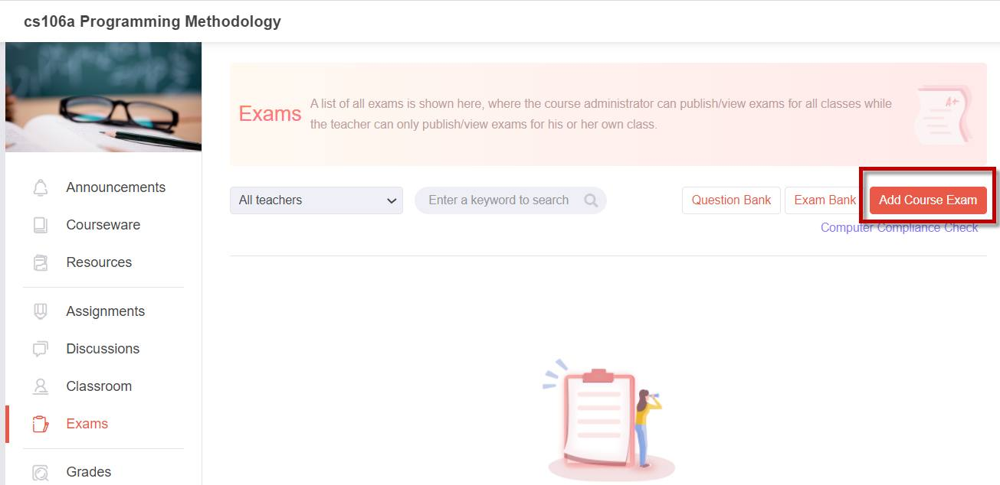 cs106a Programming Methodology
Announcements
Courseware
Resources
Assignments
Discussions
Classroom
Exams
Grades
Exams
A list of all exams is shown here, where the course administrator can publish/view exams for all classes while
the teacher can only publish/view exams for his or her own class.
A+
All teachers
Enter a keyword to search
Question Bank
Exam Bank
Add Course Exam
Computer Compliance Check